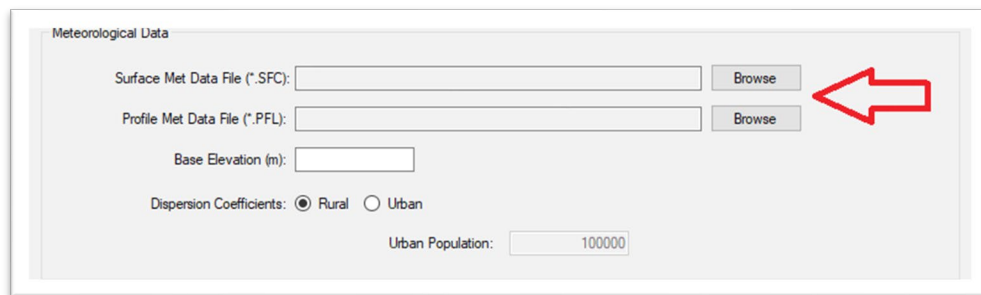 Meteorological Data
Surface Met Data File (*.SFC): Browse
Profile Met Data File (*.PFL): Browse
Base Elevation (m):
Dispersion Coefficients: Rural Urban
Urban Population: 100000